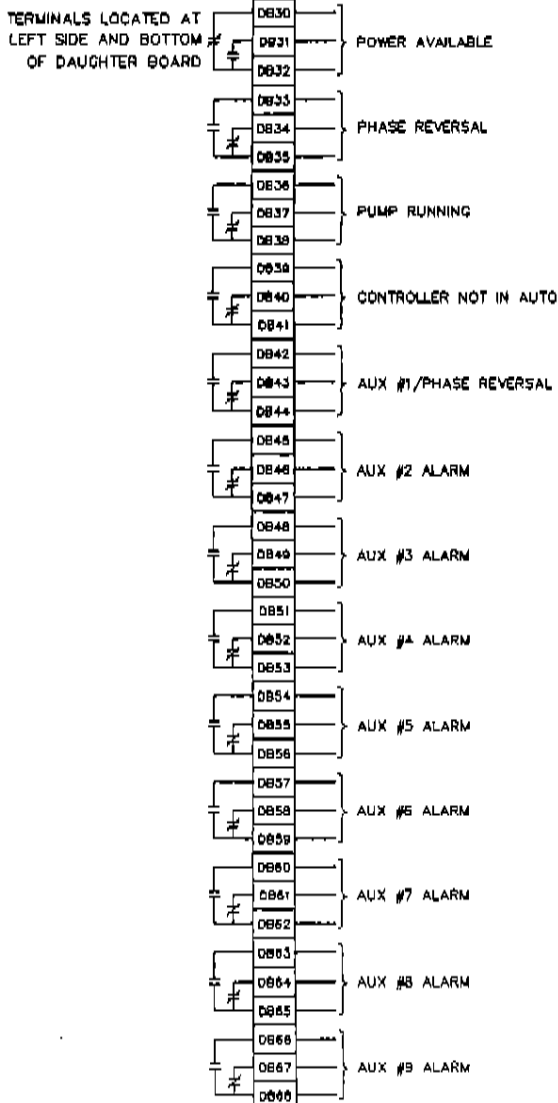 TERMINALS LOCATED AT
LEFT SIDE AND BOTTOM
OF DAUGHTER BOARD
DB30
DB31
DB32
POWER AVAILABLE
DB33
DB34
DB35
PHASE REVERSAL
DB36
DB37
DB38
PUMP RUNNING
DB39
DB40
DB41
CONTROLLER NOT IN AUTO
DB42
DB43
DB44
AUX #1/PHASE REVERSAL
DB45
DB46
DB47
AUX #2 ALARM
DB48
DB49
DB50
AUX #3 ALARM
DB51
DB52
DB53
AUX #4 ALARM
DB54
DB55
DB56
AUX #5 ALARM
DB57
DB58
DB59
AUX #6 ALARM
DB60
DB61
DB62
AUX #7 ALARM
DB63
DB64
DB65
AUX #8 ALARM
DB66
DB67
DB68
AUX #9 ALARM